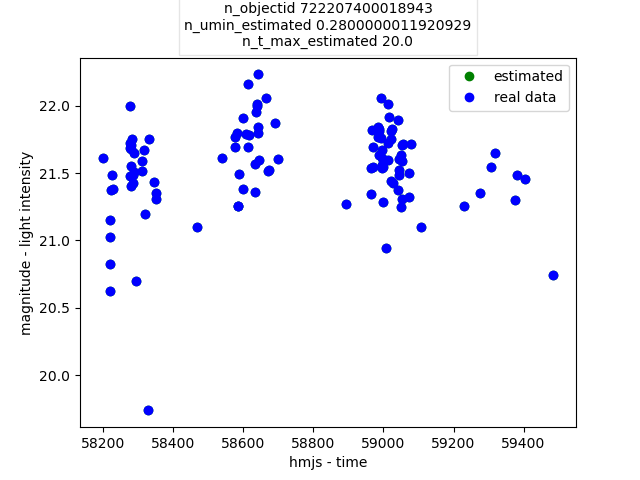 n_objectid 722207400018943
n_umin_estimated 0.2800000011920929
n_t_max_estimated 20.0
estimated
real data
22.0
21.5
21.0
20.5
20.0
magnitude - light intensity
58200 58400 58600 58800 59000 59200 59400
hmjs - time